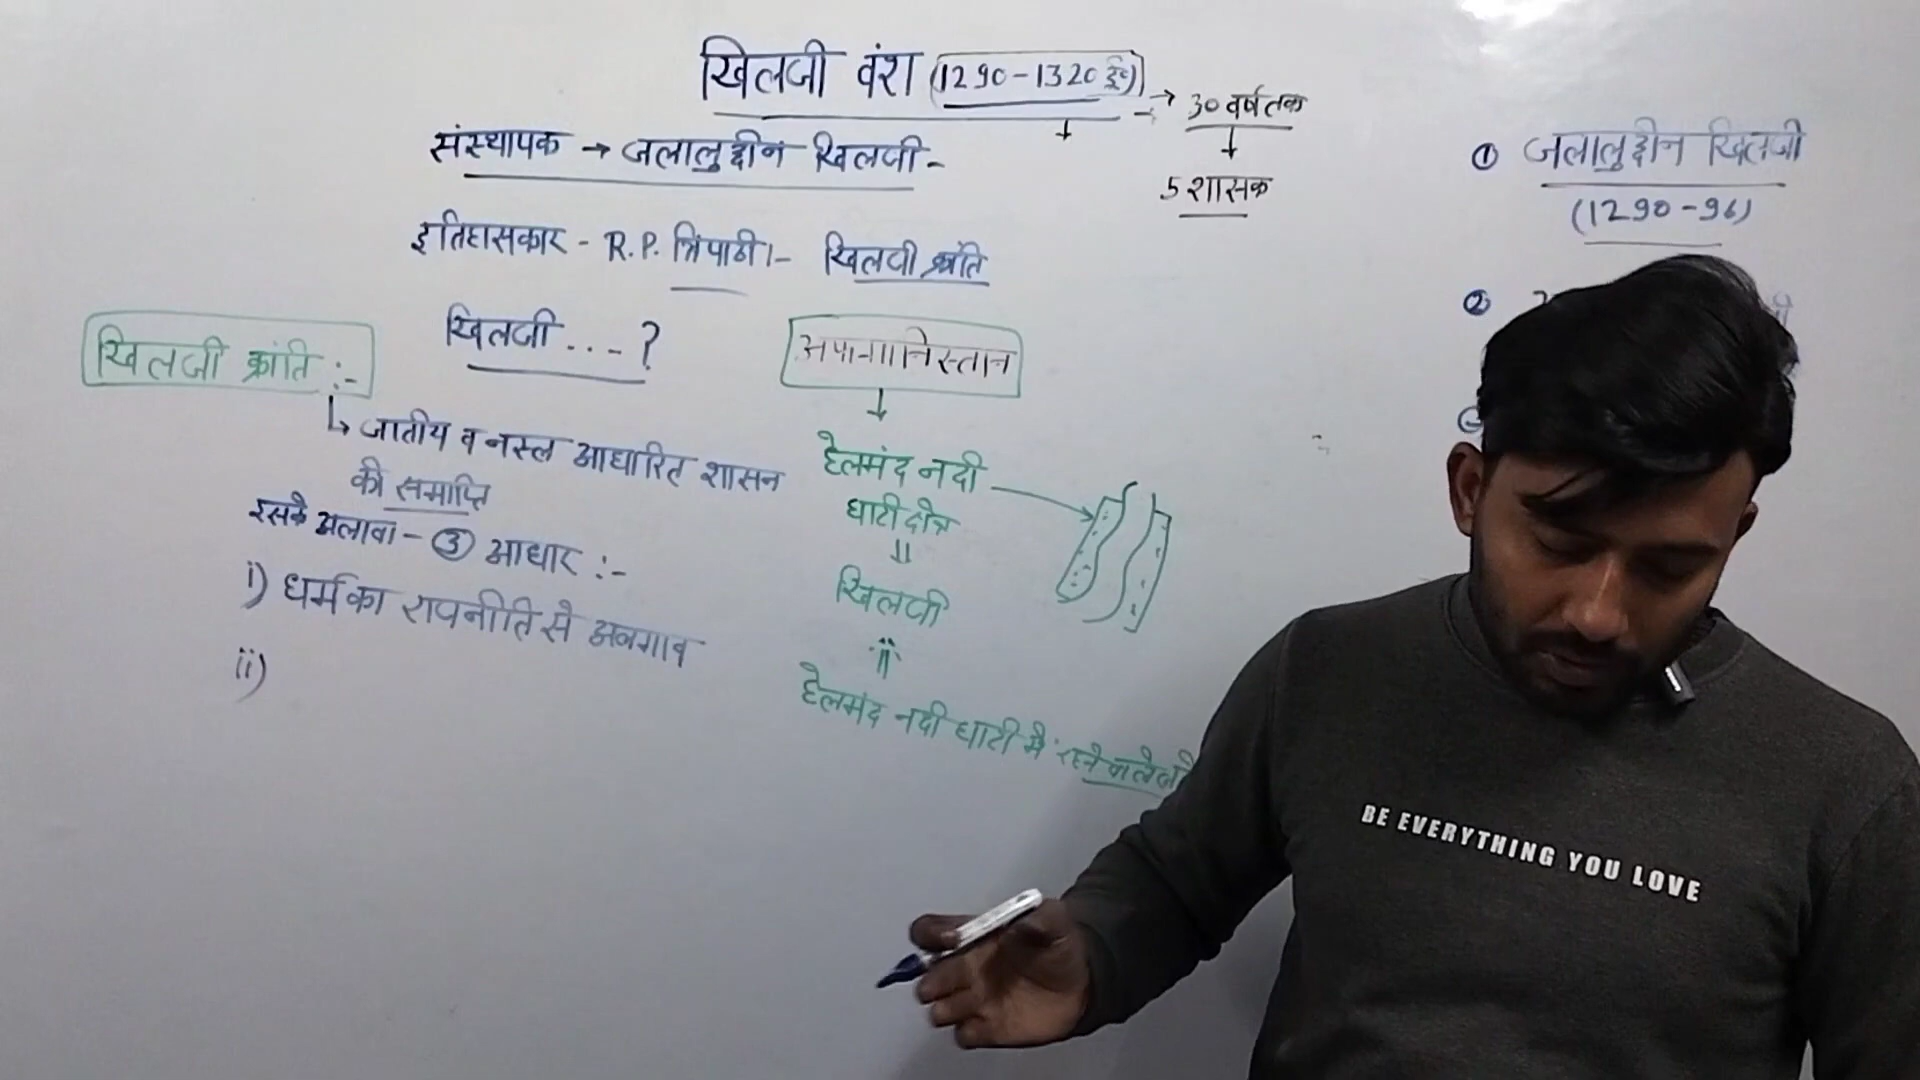 खिलजी वंश (1290-1320 ई०) → 30 वर्ष तक
5 शासक
संस्थापक → जलालुद्दीन खिलजी -
इतिहासकार - R.P. त्रिपाठी - खिलजी क्रांति
खिलजी ... - ?
खिलजी क्रांति :-
↳ जातीय व नस्ल आधारित शासन
की समाप्ति
इसके अलावा - ③ आधार :-
i) धर्म का राजनीति से अलगाव
ii)
अफगानिस्तान
हेलमंद नदी
घाटी क्षेत्र
खिलजी
हेलमंद नदी घाटी में रहने वाले
① जलालुद्दीन खिलजी
(1290-96)
②
BE EVERYTHING YOU LOVE